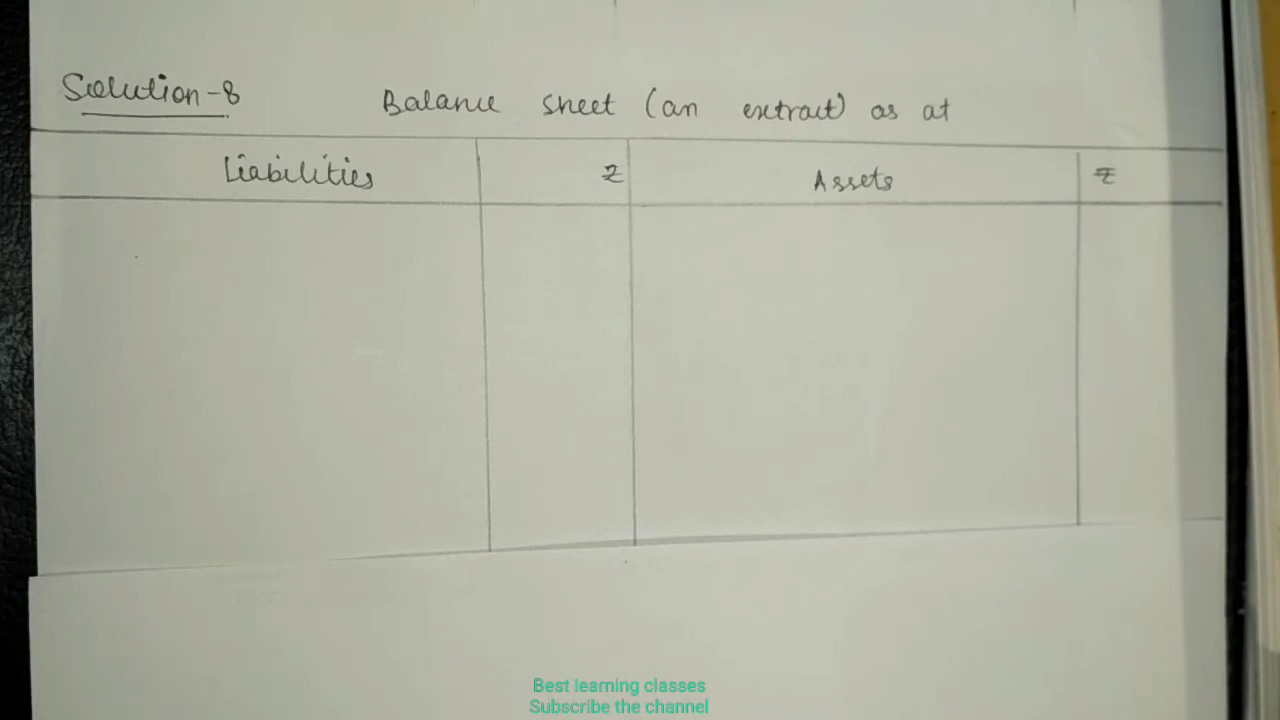 Solution-8
Balance sheet (an extract) as at
Liabilities ₹ Assets ₹
Best learning classes
Subscribe the channel